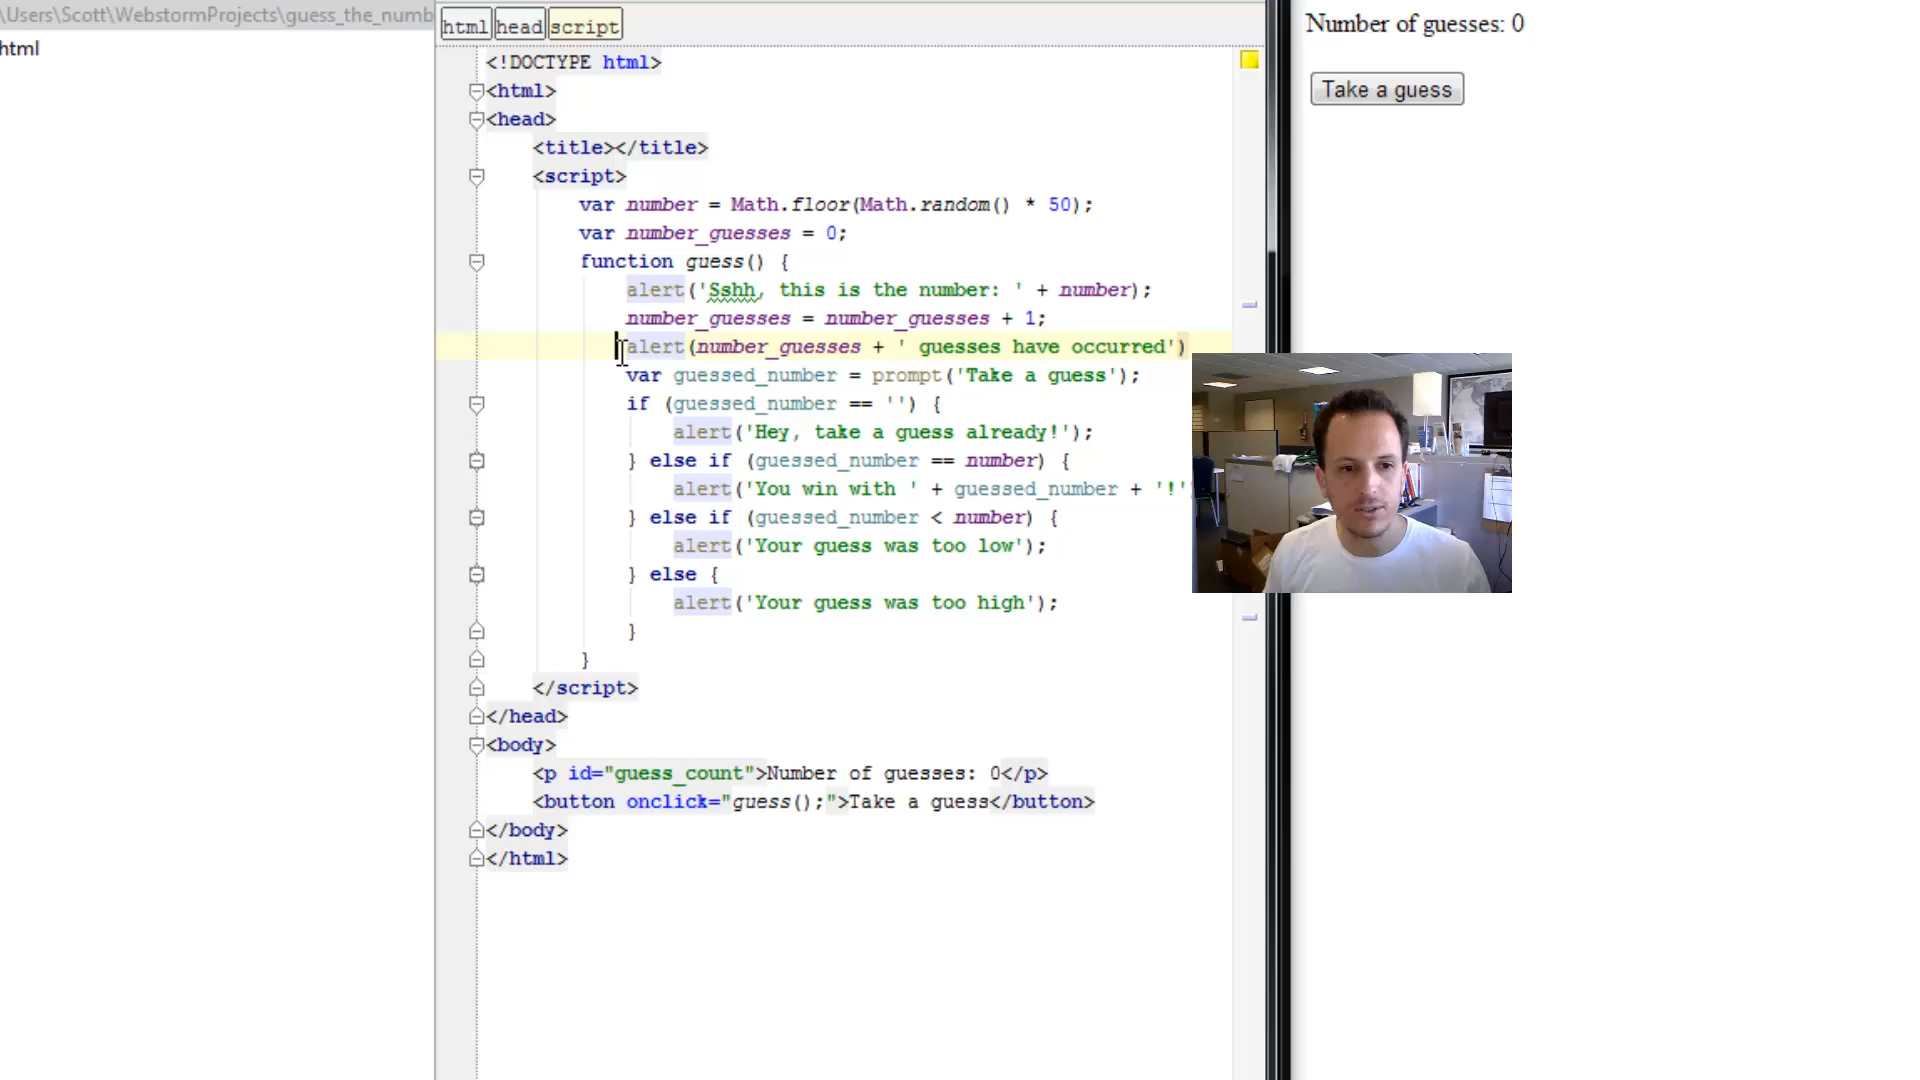 \Users\Scott\WebstormProjects\guess_the_numb
html
html head script
<!DOCTYPE html>
<html>
<head>
<title></title>
<script>
var number = Math.floor(Math.random() * 50);
var number_guesses = 0;
function guess() {
alert('Sshh, this is the number: ' + number);
number_guesses = number_guesses + 1;
alert(number_guesses + ' guesses have occurred')
var guessed_number = prompt('Take a guess');
if (guessed_number == '') {
alert('Hey, take a guess already!');
} else if (guessed_number == number) {
alert('You win with ' + guessed_number + '!'
} else if (guessed_number < number) {
alert('Your guess was too low');
} else {
alert('Your guess was too high');
}
}
</script>
</head>
<body>
<p id="guess_count">Number of guesses: 0</p>
<button onclick="guess();">Take a guess</button>
</body>
</html>
Number of guesses: 0
Take a guess